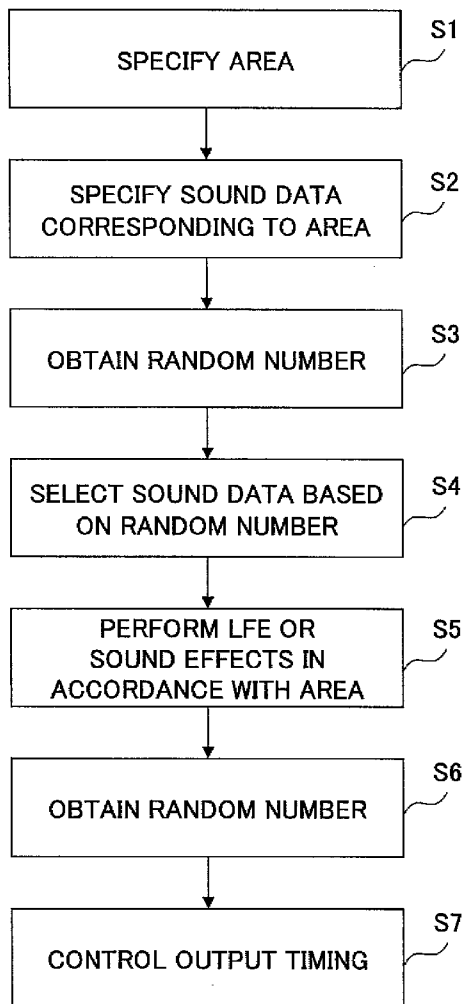 S1
SPECIFY AREA
S2
SPECIFY SOUND DATA
CORRESPONDING TO AREA
S3
OBTAIN RANDOM NUMBER
S4
SELECT SOUND DATA BASED
ON RANDOM NUMBER
S5
PERFORM LFE OR
SOUND EFFECTS IN
ACCORDANCE WITH AREA
S6
OBTAIN RANDOM NUMBER
S7
CONTROL OUTPUT TIMING